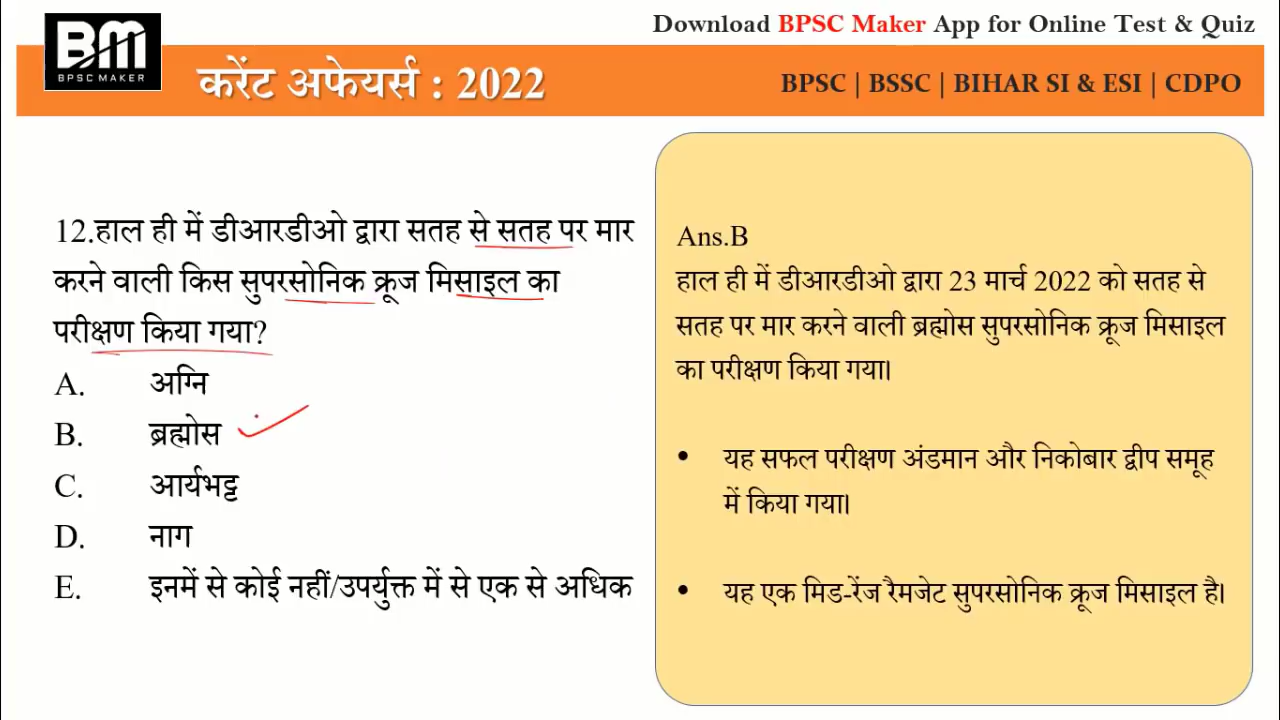 Download BPSC Maker App for Online Test & Quiz
BM
BPSC MAKER
करेंट अफेयर्स : 2022
BPSC | BSSC | BIHAR SI & ESI | CDPO
12.हाल ही में डीआरडीओ द्वारा सतह से सतह पर मार
करने वाली किस सुपरसोनिक क्रूज मिसाइल का
परीक्षण किया गया?
A. अग्नि
B. ब्रह्मोस
C. आर्यभट्ट
D. नाग
E. इनमें से कोई नहीं/उपर्युक्त में से एक से अधिक
Ans.B
हाल ही में डीआरडीओ द्वारा 23 मार्च 2022 को सतह से
सतह पर मार करने वाली ब्रह्मोस सुपरसोनिक क्रूज मिसाइल
का परीक्षण किया गया।
• यह सफल परीक्षण अंडमान और निकोबार द्वीप समूह
में किया गया।
• यह एक मिड-रेंज रैमजेट सुपरसोनिक क्रूज मिसाइल है।